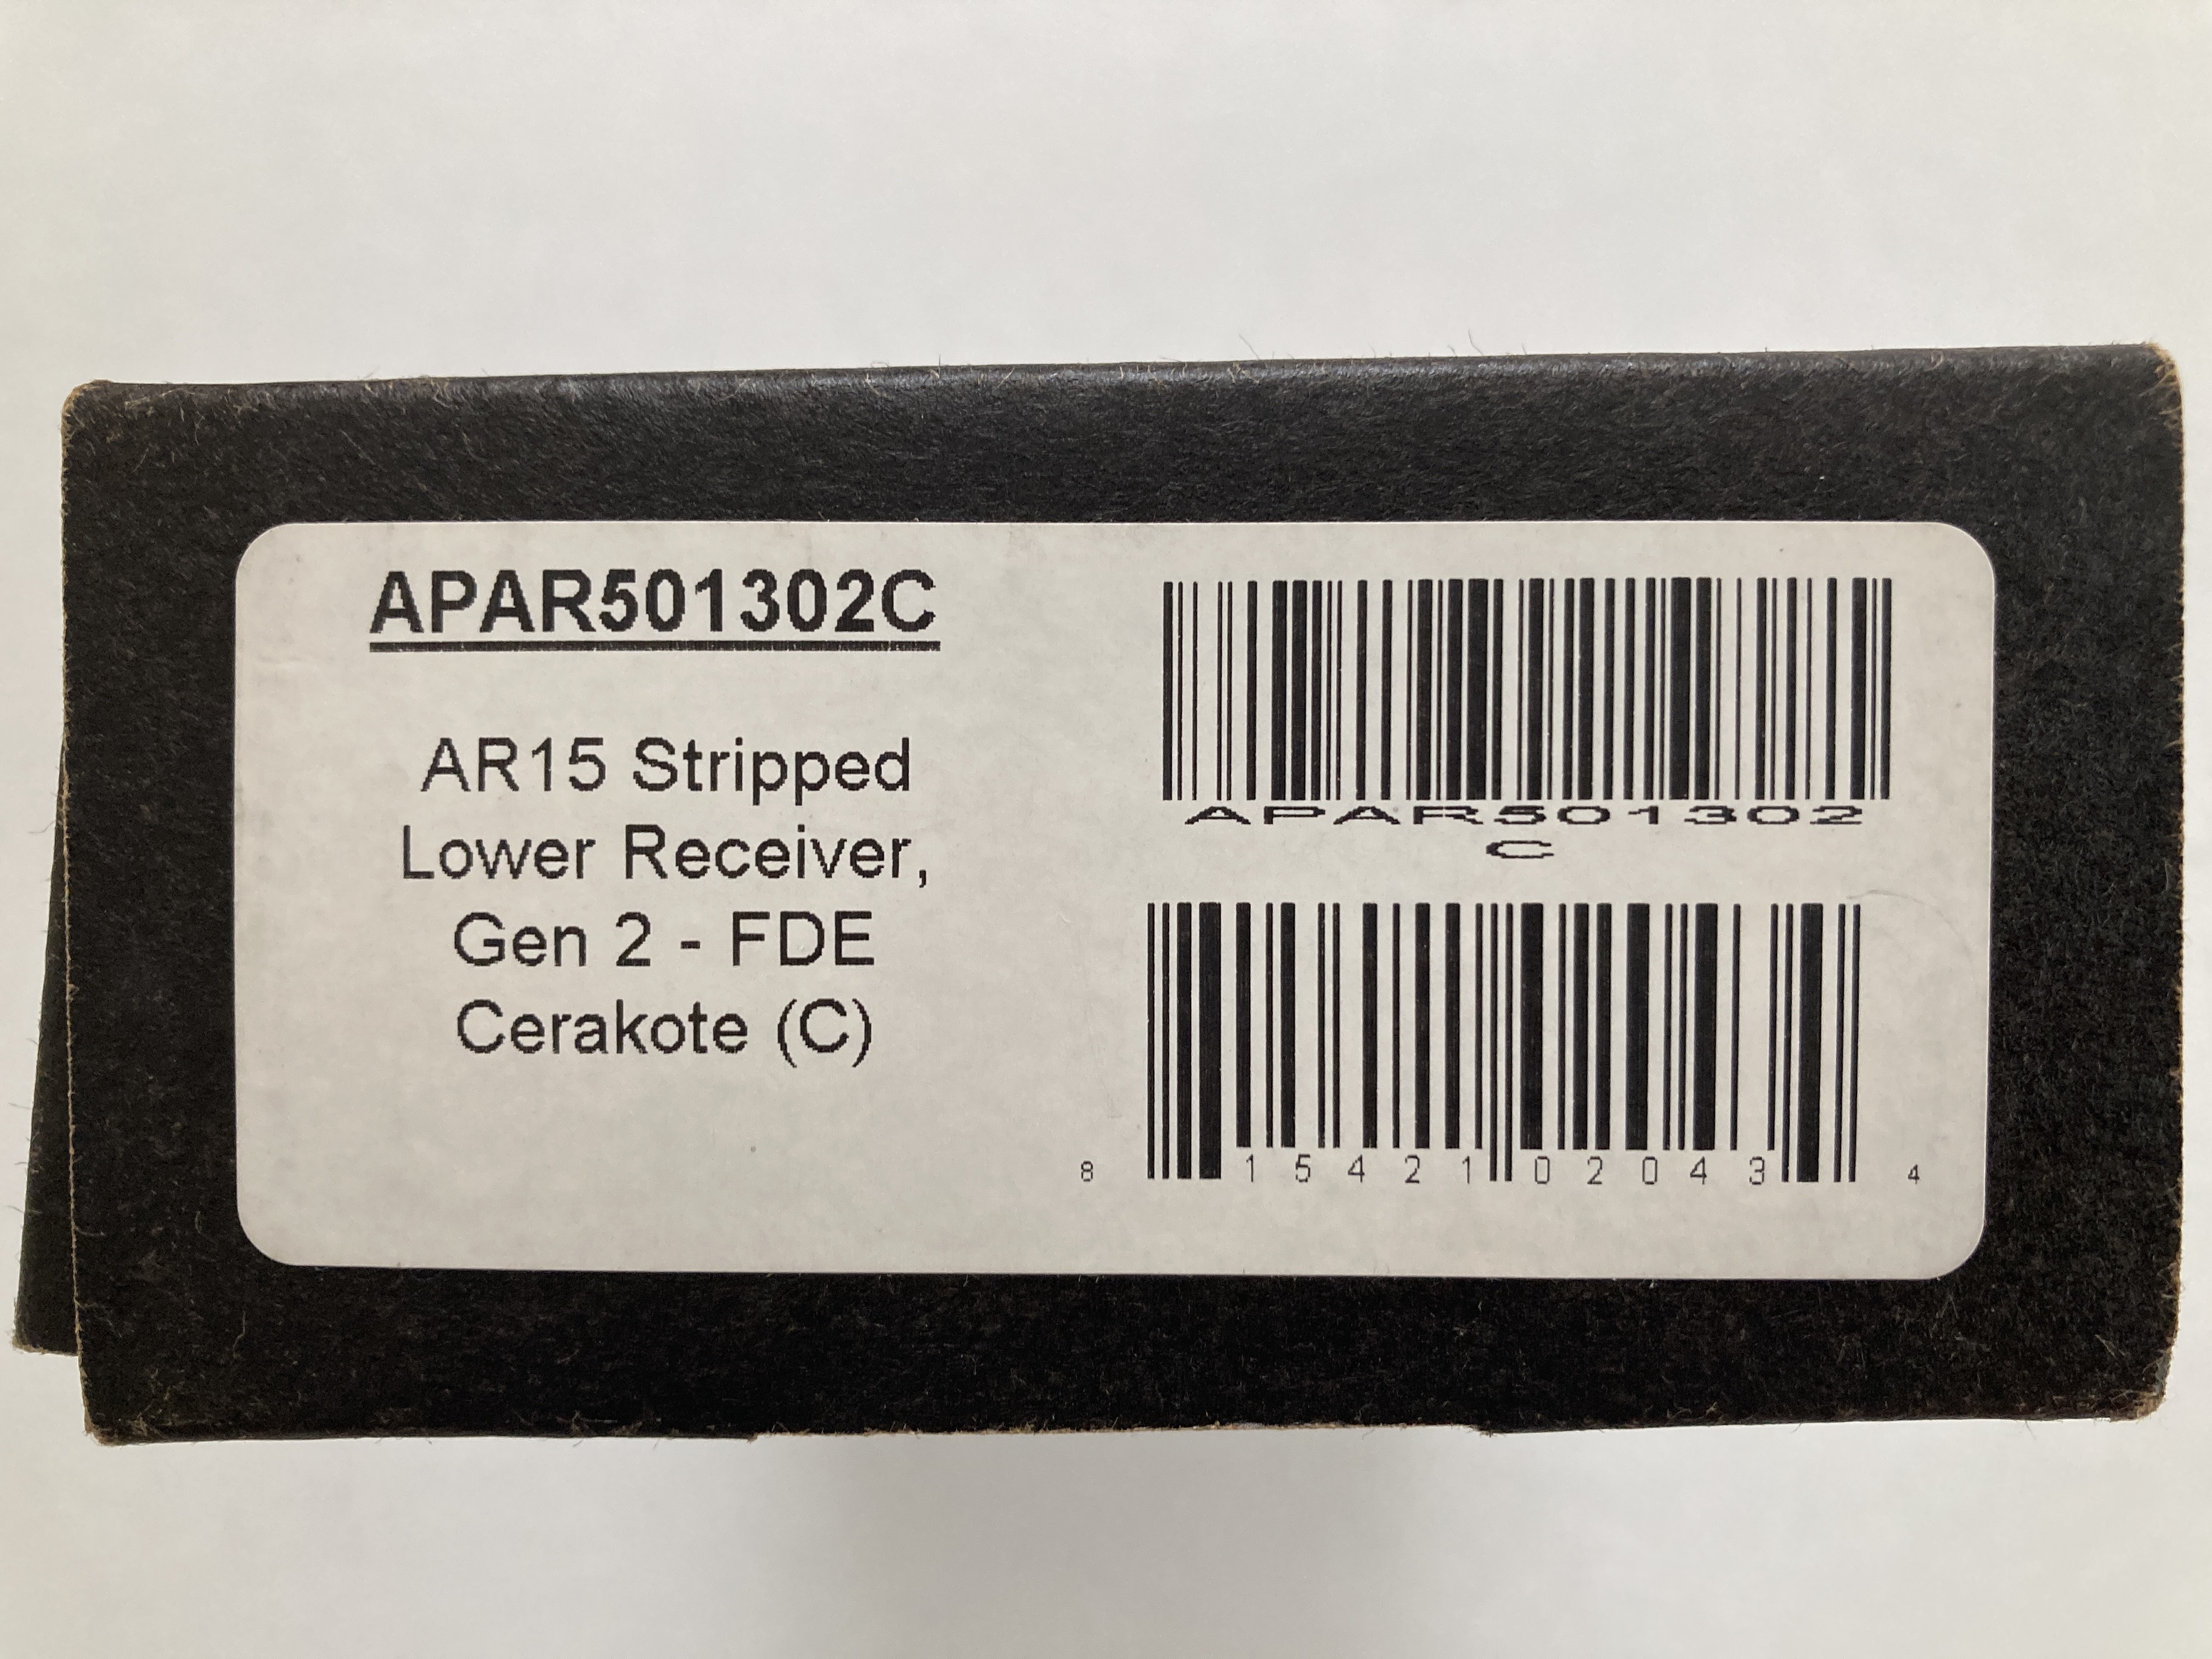 APAR501302C
AR15 Stripped
Lower Receiver,
Gen 2 - FDE
Cerakote (C)
APAR501302
C
8 15421 02043 4